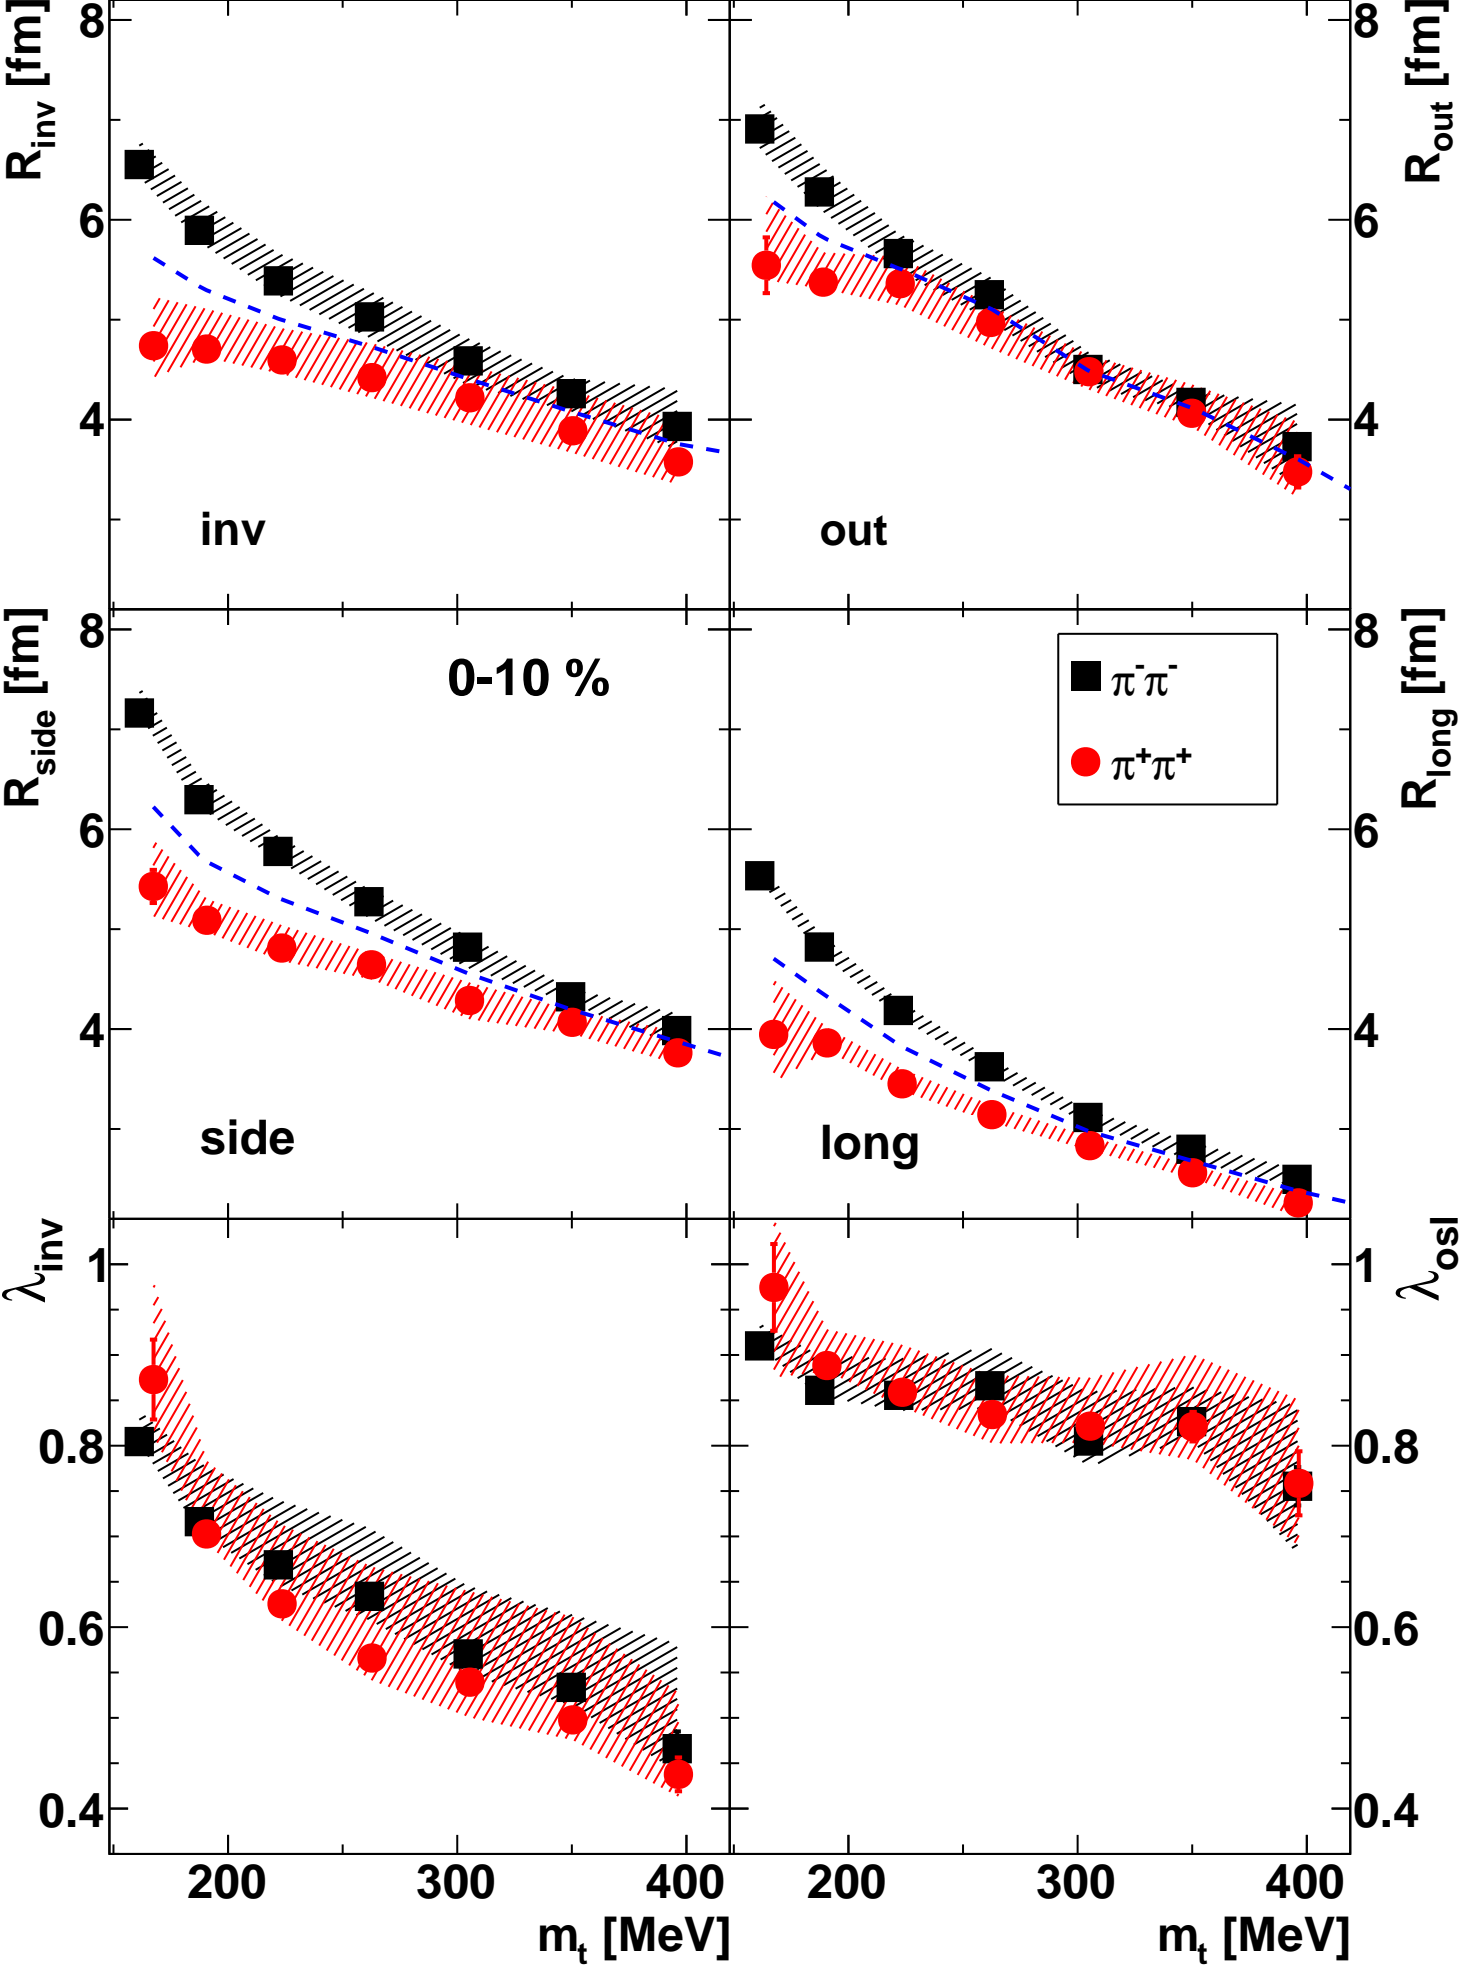 8
8
R_inv [fm]
R_out [fm]
6
6
4
4
inv
out
8
8
R_side [fm]
0-10 %
π⁻π⁻
π⁺π⁺
R_long [fm]
6
6
4
4
side
long
λ_inv
λ_osl
1
1
0.8
0.8
0.6
0.6
0.4
0.4
200 300 400
200 300 400
m_t [MeV]
m_t [MeV]